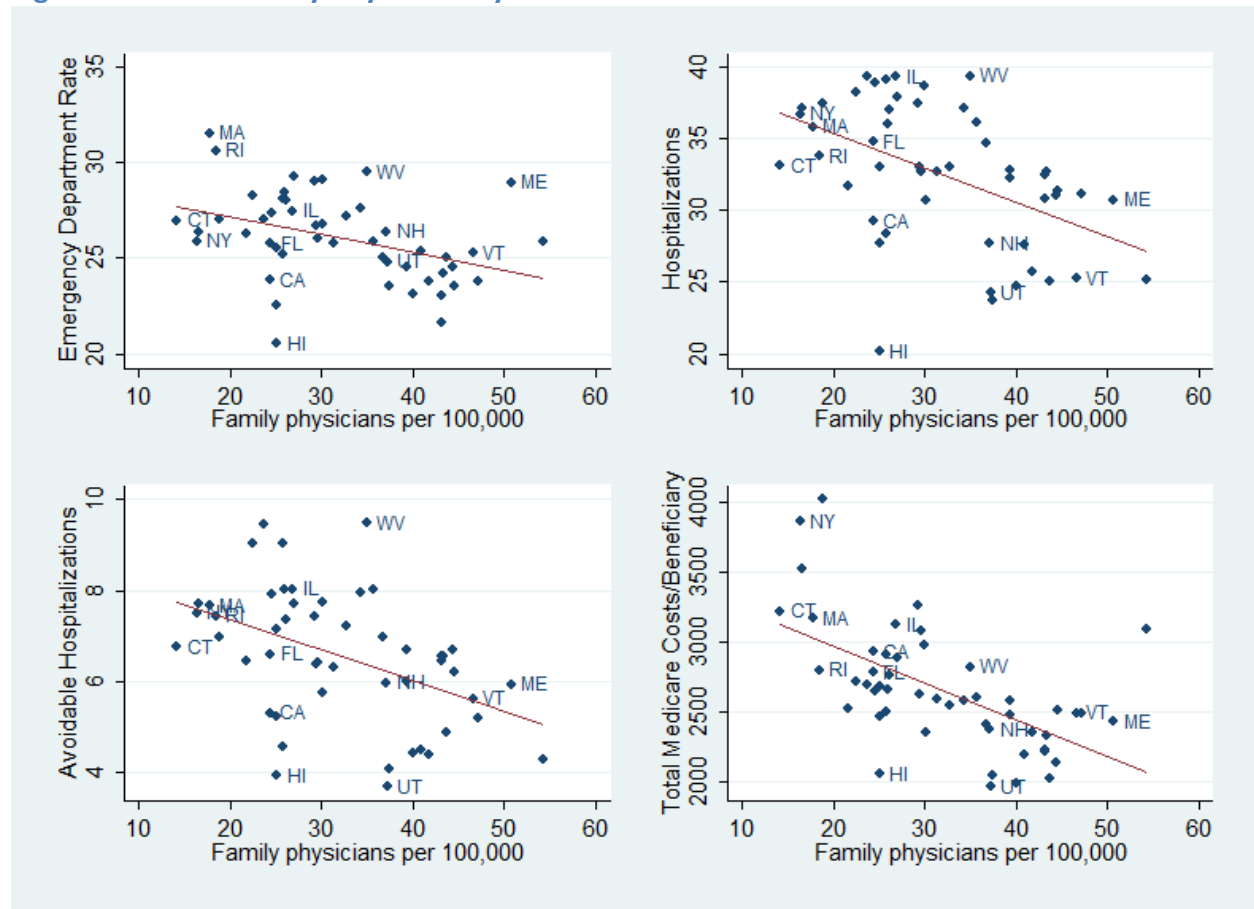 Emergency Department Rate
35
30
25
20
MA
RI
WV
ME
CT
IL
NY
FL
NH
VT
UT
CA
HI
10 20 30 40 50 60
Family physicians per 100,000
Hospitalizations
40
35
30
25
20
IL
WV
NY
MA
FL
RI
CT
ME
CA
NH
VT
UT
HI
10 20 30 40 50 60
Family physicians per 100,000
Avoidable Hospitalizations
10
8
6
4
WV
IL
MA
RI
CT
FL
NH
ME
VT
CA
HI
UT
10 20 30 40 50 60
Family physicians per 100,000
Total Medicare Costs/Beneficiary
4000
3500
3000
2500
2000
NY
CT
MA
IL
CA
RI
FL
WV
VT
ME
NH
HI
UT
10 20 30 40 50 60
Family physicians per 100,000